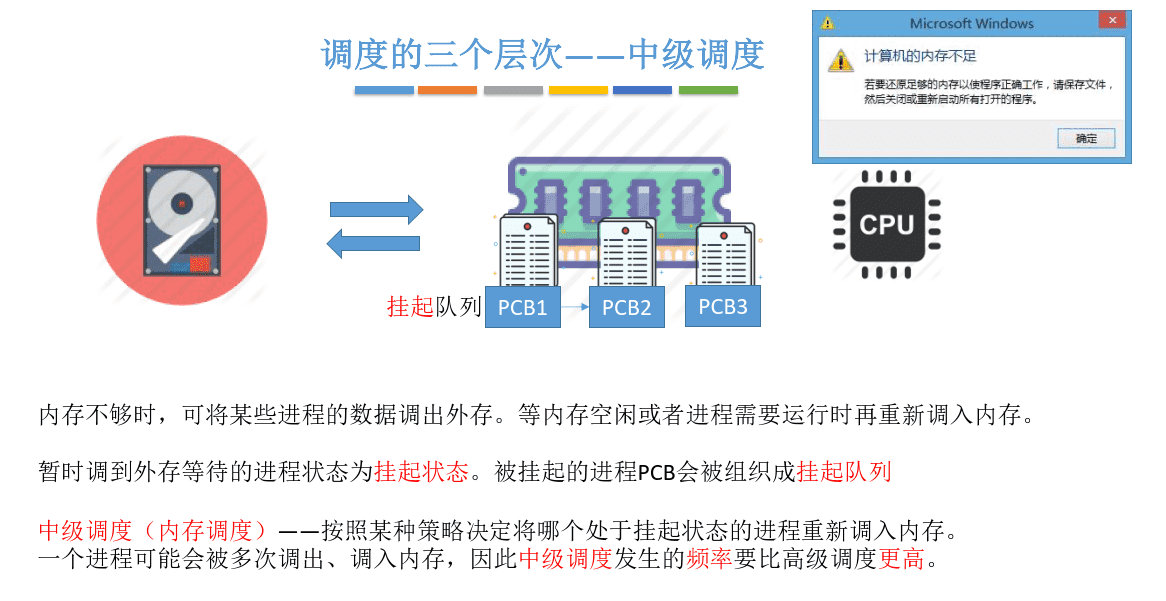 调度的三个层次——中级调度
Microsoft Windows
计算机的内存不足
若要还原足够的内存以使程序正确工作，请保存文件，
然后关闭或重新启动所有打开的程序。
确定
CPU
挂起队列
PCB1
PCB2
PCB3
内存不够时，可将某些进程的数据调出外存。等内存空闲或者进程需要运行时再重新调入内存。
暂时调到外存等待的进程状态为挂起状态。被挂起的进程PCB会被组织成挂起队列
中级调度（内存调度）——按照某种策略决定将哪个处于挂起状态的进程重新调入内存。
一个进程可能会被多次调出、调入内存，因此中级调度发生的频率要比高级调度更高。